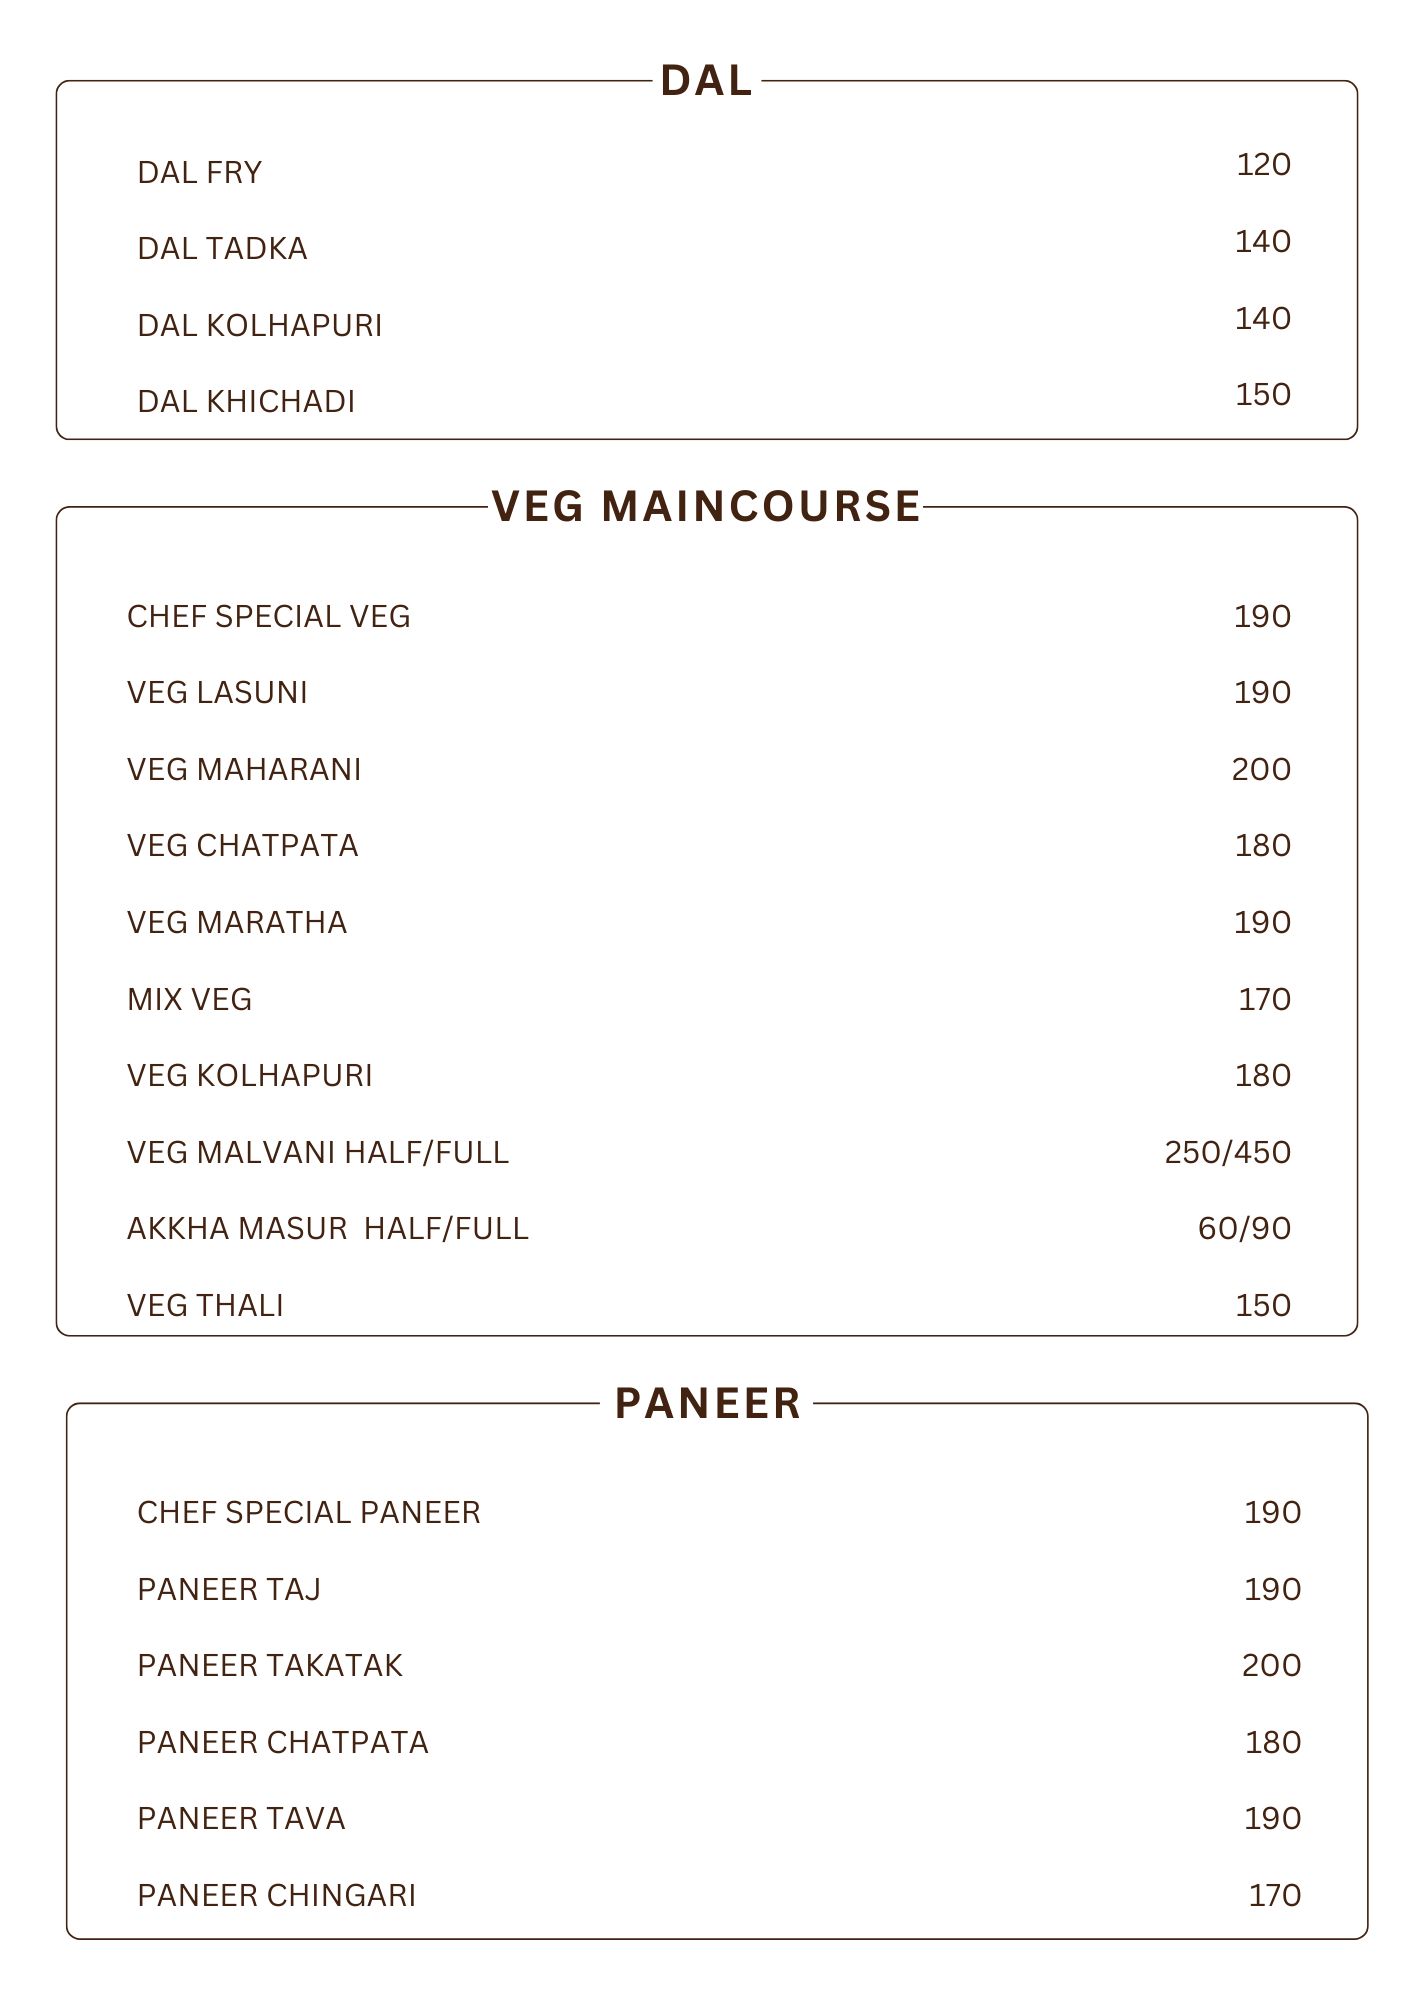 DAL
DAL FRY 120
DAL TADKA 140
DAL KOLHAPURI 140
DAL KHICHADI 150
VEG MAINCOURSE
CHEF SPECIAL VEG 190
VEG LASUNI 190
VEG MAHARANI 200
VEG CHATPATA 180
VEG MARATHA 190
MIX VEG 170
VEG KOLHAPURI 180
VEG MALVANI HALF/FULL 250/450
AKKHA MASUR  HALF/FULL 60/90
VEG THALI 150
PANEER
CHEF SPECIAL PANEER 190
PANEER TAJ 190
PANEER TAKATAK 200
PANEER CHATPATA 180
PANEER TAVA 190
PANEER CHINGARI 170